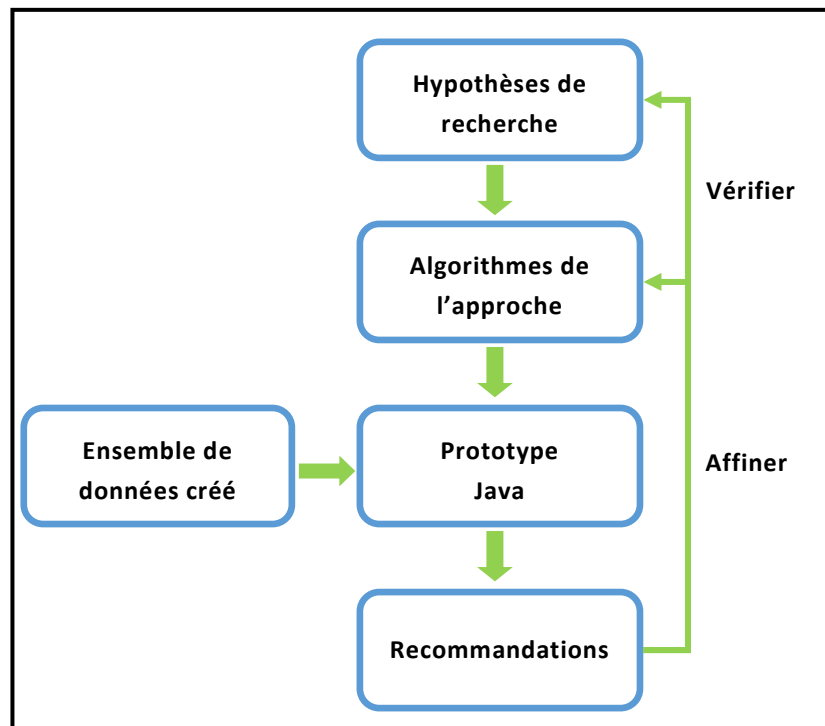 Hypothèses de
recherche
Vérifier
Algorithmes de
l’approche
Ensemble de
données créé
Prototype
Java
Affiner
Recommandations